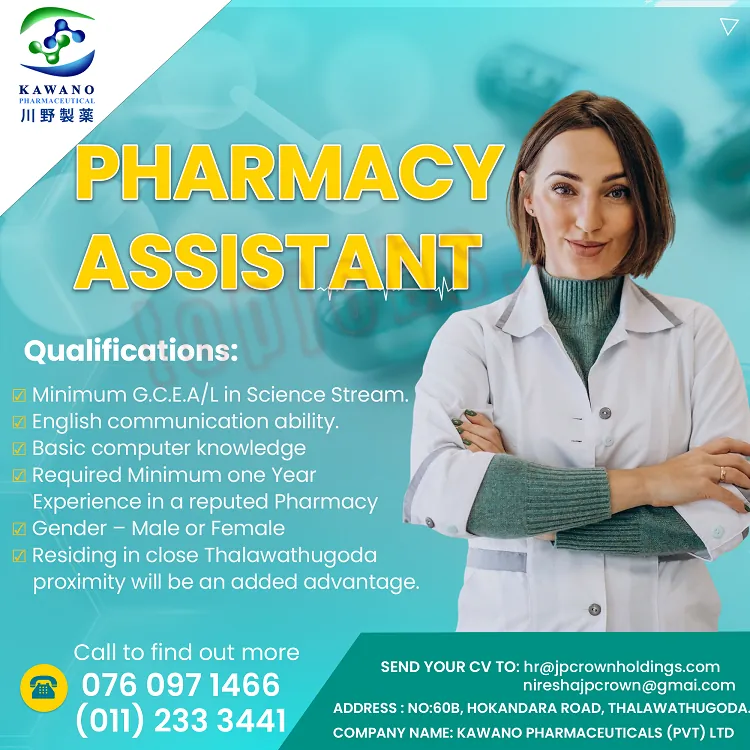 KAWANO
PHARMACEUTICAL
川野製薬
PHARMACY
ASSISTANT
Qualifications:
☑ Minimum G.C.E.A/L in Science Stream.
☑ English communication ability.
☑ Basic computer knowledge
☑ Required Minimum one Year
Experience in a reputed Pharmacy
☑ Gender – Male or Female
☑ Residing in close Thalawathugoda
proximity will be an added advantage.
Call to find out more
076 097 1466
(011) 233 3441
SEND YOUR CV TO: hr@jpcrownholdings.com
nireshajpcrown@gmai.com
ADDRESS : NO:60B, HOKANDARA ROAD, THALAWATHUGODA.
COMPANY NAME: KAWANO PHARMACEUTICALS (PVT) LTD